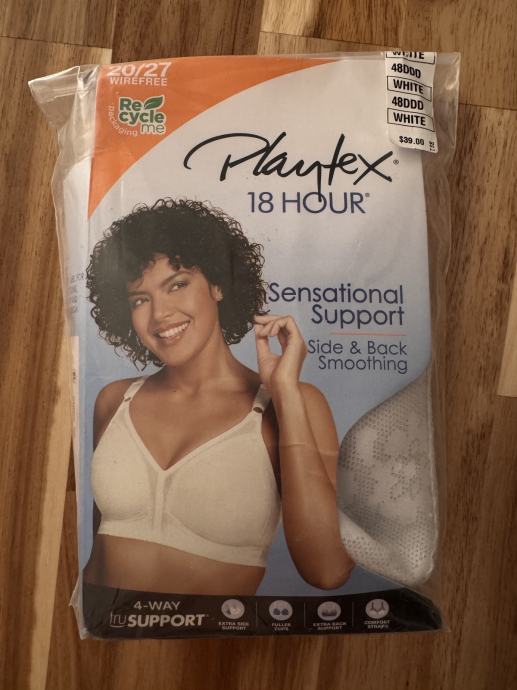 20/27
WIREFREE
Re
cycle
me
packaging
WHITE
48DDD
WHITE
48DDD
WHITE
$39.00
Playtex®
18 HOUR®
Sensational
Support
Side & Back
Smoothing
4-WAY
truSUPPORT™
EXTRA SIDE
SUPPORT
FULLER
CUPS
EXTRA BACK
SUPPORT
COMFORT
STRAPS